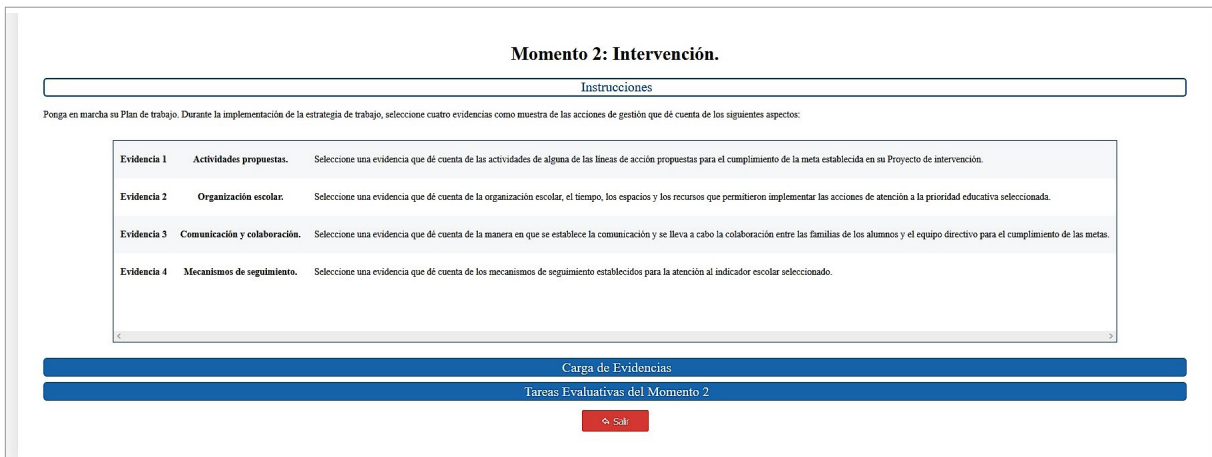 Momento 2: Intervención.
Instrucciones
Ponga en marcha su Plan de trabajo. Durante la implementación de la estrategia de trabajo, seleccione cuatro evidencias como muestra de las acciones de gestión que dé cuenta de los siguientes aspectos:
Evidencia 1 Actividades propuestas. Seleccione una evidencia que dé cuenta de las actividades de alguna de las líneas de acción propuestas para el cumplimiento de la meta establecida en su Proyecto de intervención.
Evidencia 2 Organización escolar. Seleccione una evidencia que dé cuenta de la organización escolar, el tiempo, los espacios y los recursos que permitieron implementar las acciones de atención a la prioridad educativa seleccionada.
Evidencia 3 Comunicación y colaboración. Seleccione una evidencia que dé cuenta de la manera en que se establece la comunicación y se lleva a cabo la colaboración entre las familias de los alumnos y el equipo directivo para el cumplimiento de las metas.
Evidencia 4 Mecanismos de seguimiento. Seleccione una evidencia que dé cuenta de los mecanismos de seguimiento establecidos para la atención al indicador escolar seleccionado.
Carga de Evidencias
Tareas Evaluativas del Momento 2
Salir